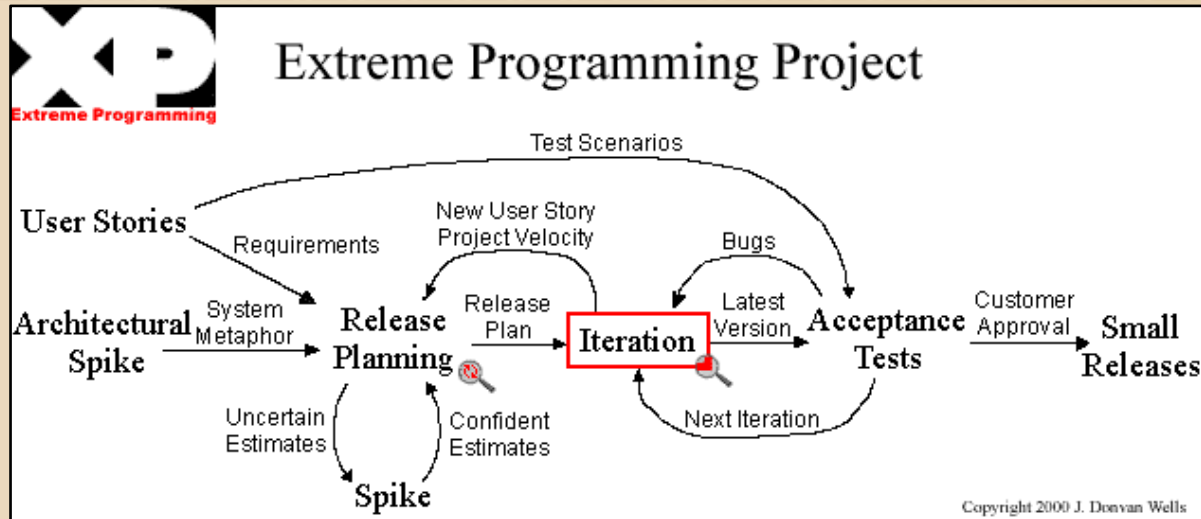 XP
Extreme Programming
Extreme Programming Project
Test Scenarios
User Stories
Requirements
New User Story
Project Velocity
Bugs
Architectural
Spike
System
Metaphor
Release
Planning
Release
Plan
Iteration
Latest
Version
Acceptance
Tests
Customer
Approval
Small
Releases
Uncertain
Estimates
Confident
Estimates
Next Iteration
Spike
Copyright 2000 J. Donvan Wells